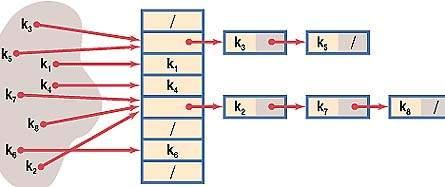 k₃
k₅
k₁
k₄
k₇
k₈
k₆
k₂
/
k₁
k₄
/
k₆
/
k₃
k₅ /
k₂
k₇
k₈ /